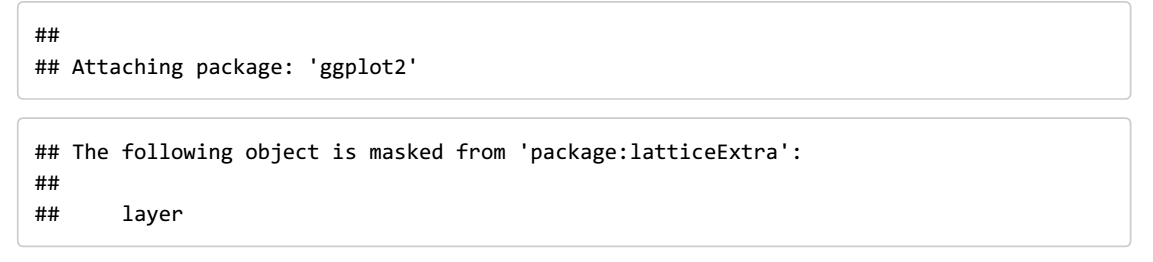 ##
## Attaching package: 'ggplot2'
## The following object is masked from 'package:latticeExtra':
##
##     layer